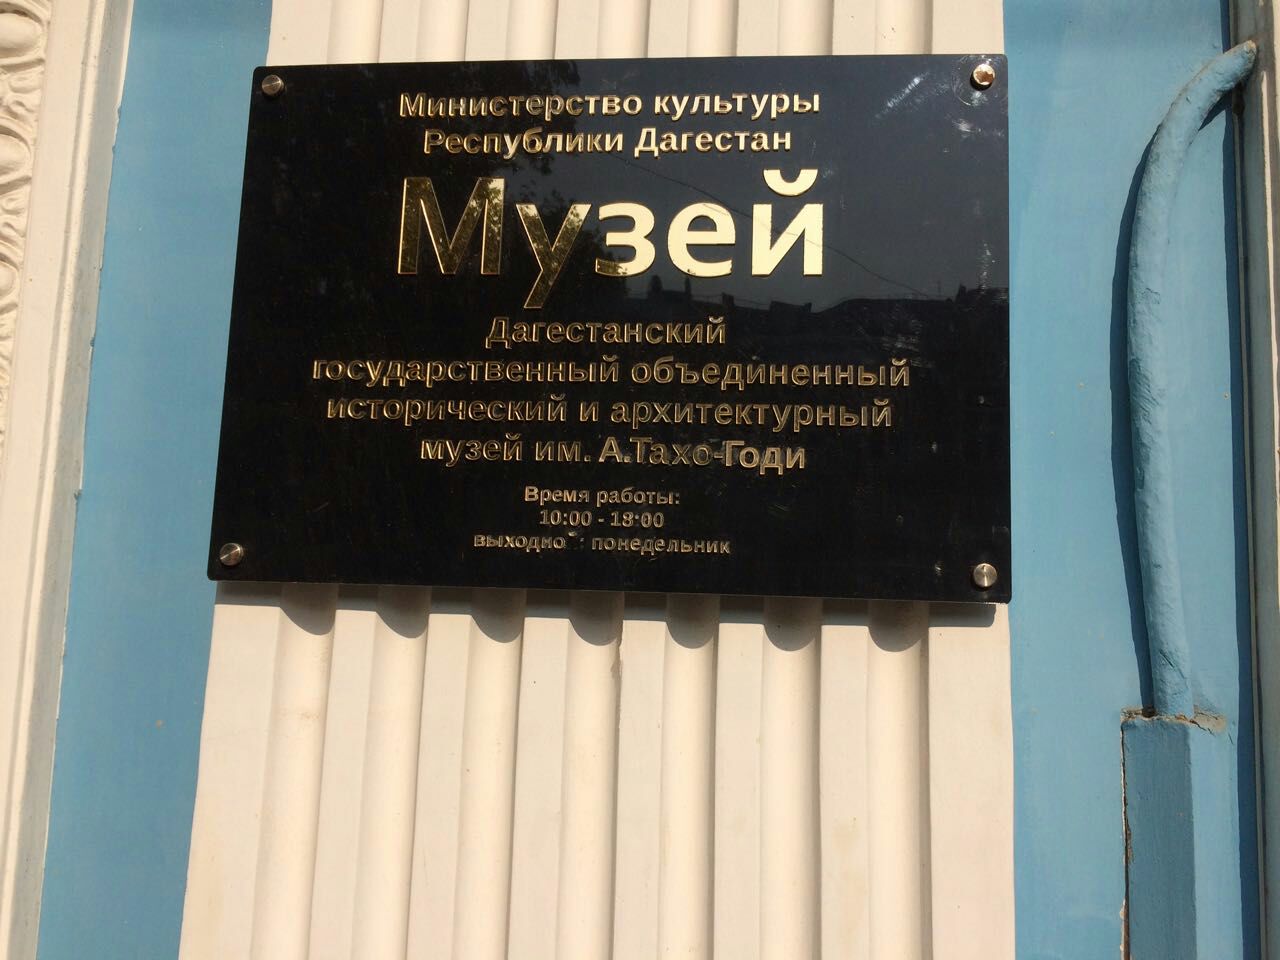 Министерство культуры
Республики Дагестан
Музей
Дагестанский
государственный объединенный
исторический и архитектурный
музей им. А.Тахо-Годи
Время работы:
10:00 - 18:00
выходной: понедельник